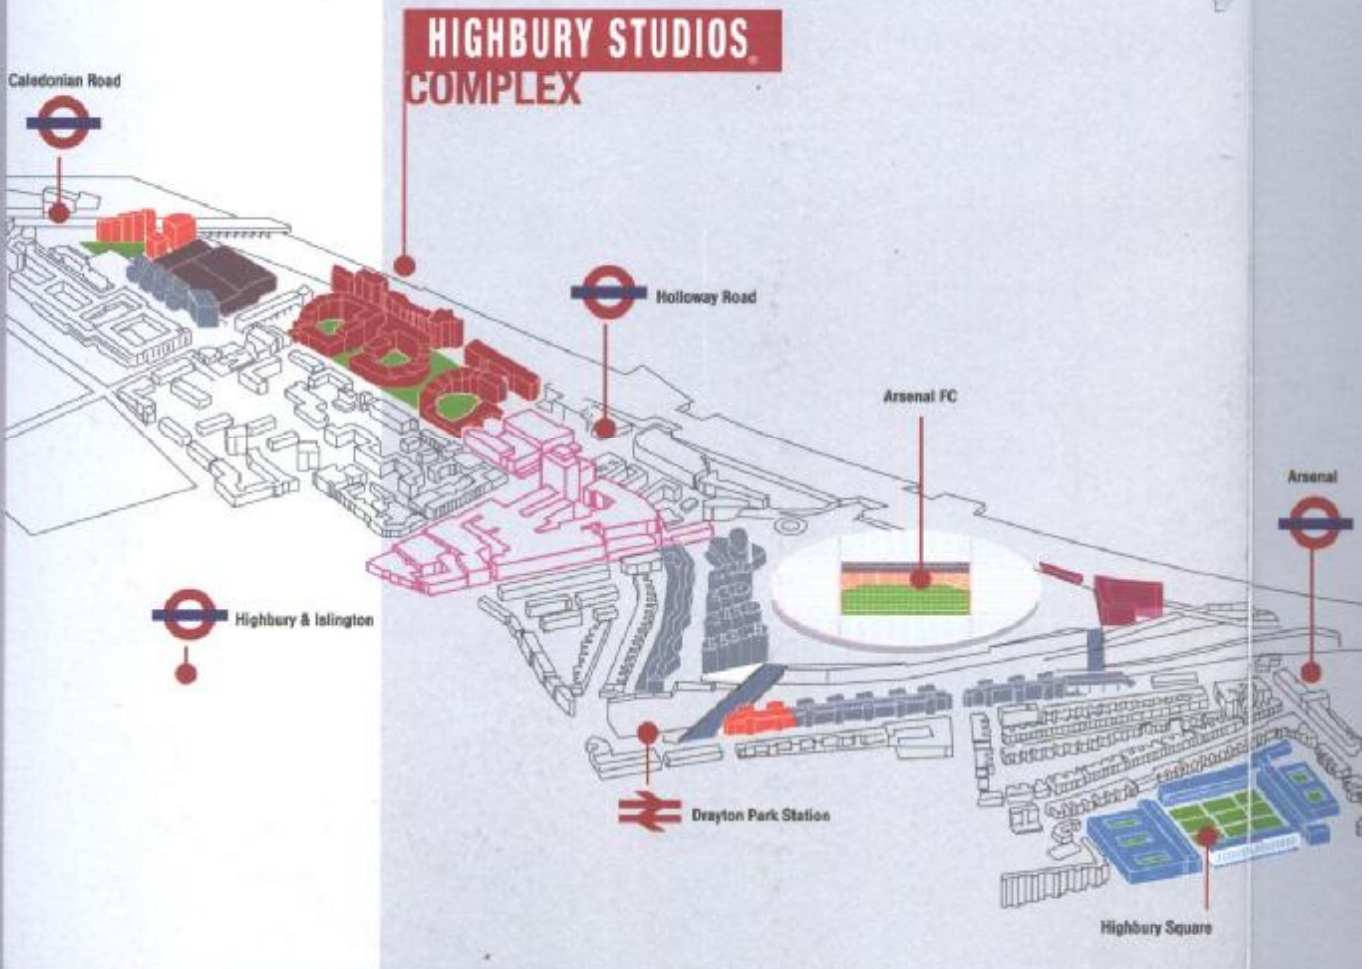 HIGHBURY STUDIOS
COMPLEX
Caledonian Road
Holloway Road
Arsenal FC
Arsenal
Highbury & Islington
Drayton Park Station
Highbury Square